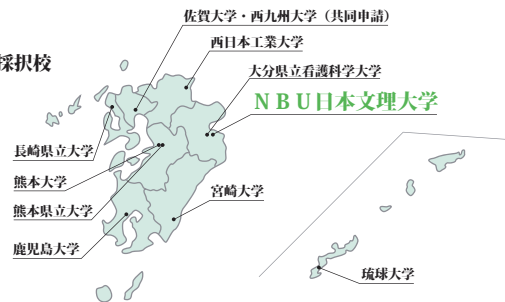 佐賀大学・西九州大学（共同申請）
西日本工業大学
採択校
大分県立看護科学大学
ＮＢＵ日本文理大学
長崎県立大学
熊本大学
宮崎大学
熊本県立大学
鹿児島大学
琉球大学